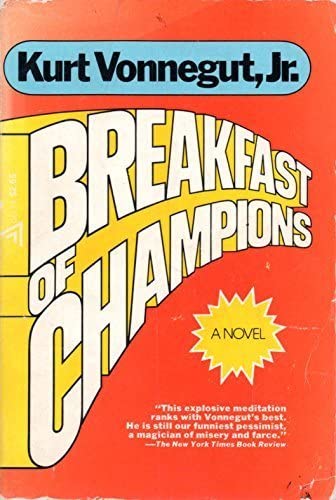 Kurt Vonnegut, Jr.
BREAKFAST
OF
CHAMPIONS
A NOVEL
"This explosive meditation
ranks with Vonnegut's best.
He is still our funniest pessimist,
a magician of misery and farce."
—The New York Times Book Review